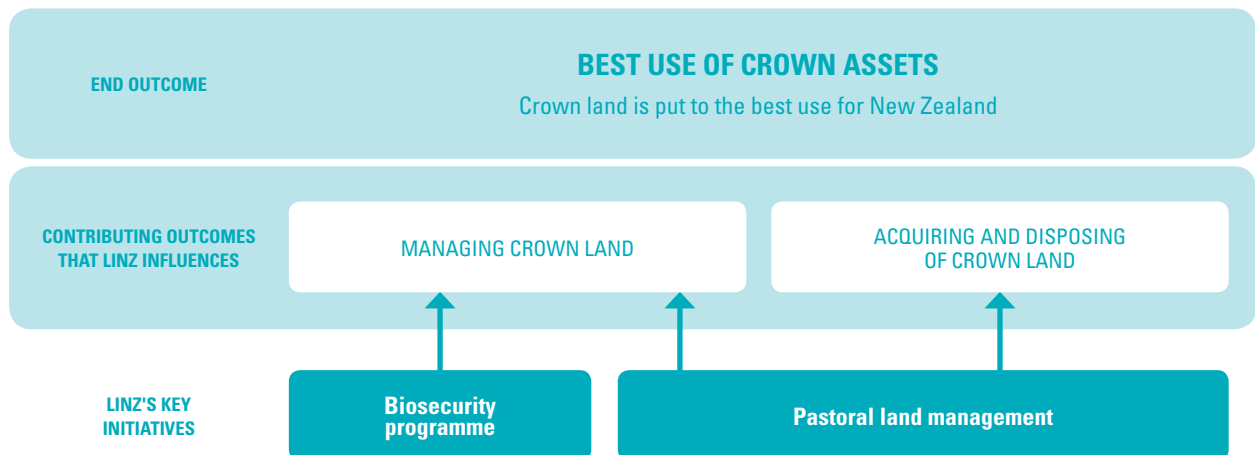 END OUTCOME
BEST USE OF CROWN ASSETS
Crown land is put to the best use for New Zealand
CONTRIBUTING OUTCOMES
THAT LINZ INFLUENCES
MANAGING CROWN LAND
ACQUIRING AND DISPOSING
OF CROWN LAND
LINZ'S KEY
INITIATIVES
Biosecurity
programme
Pastoral land management